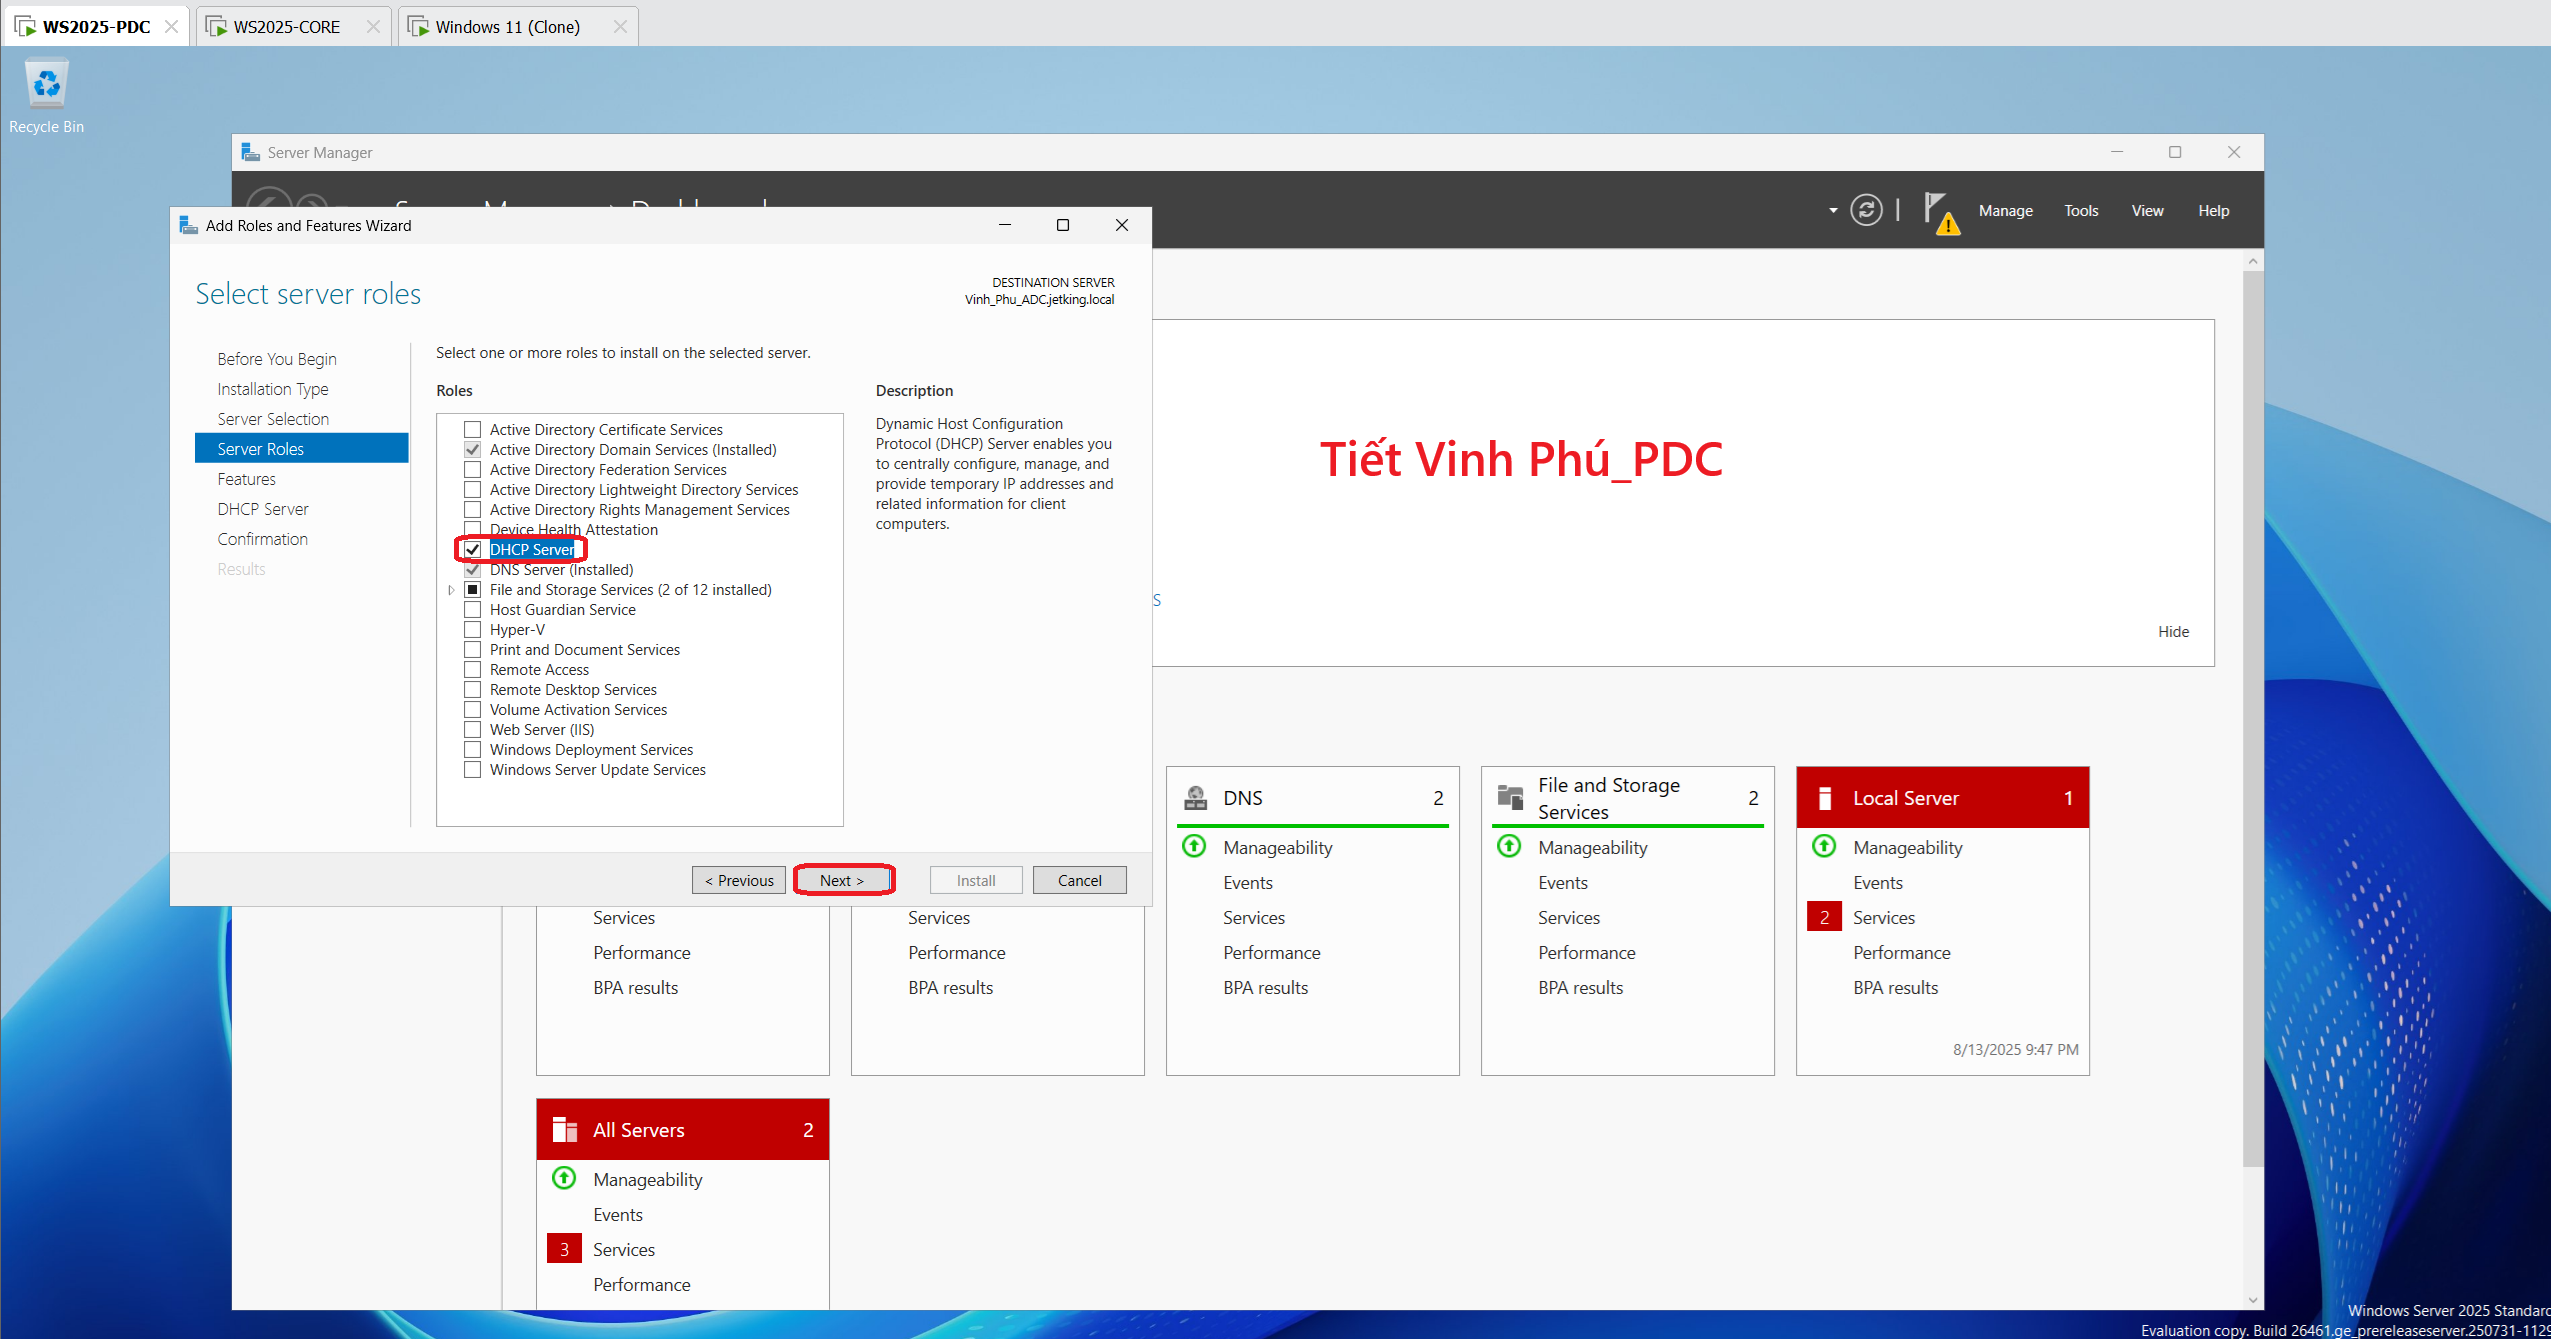 WS2025-PDC
WS2025-CORE
Windows 11 (Clone)
Recycle Bin
Server Manager
Manage
Tools
View
Help
Add Roles and Features Wizard
Select server roles
DESTINATION SERVER
Vinh_Phu_ADC.jetking.local
Before You Begin
Installation Type
Server Selection
Server Roles
Features
DHCP Server
Confirmation
Results
Select one or more roles to install on the selected server.
Roles
Active Directory Certificate Services
Active Directory Domain Services (Installed)
Active Directory Federation Services
Active Directory Lightweight Directory Services
Active Directory Rights Management Services
Device Health Attestation
DHCP Server
DNS Server (Installed)
File and Storage Services (2 of 12 installed)
Host Guardian Service
Hyper-V
Print and Document Services
Remote Access
Remote Desktop Services
Volume Activation Services
Web Server (IIS)
Windows Deployment Services
Windows Server Update Services
Description
Dynamic Host Configuration
Protocol (DHCP) Server enables you
to centrally configure, manage, and
provide temporary IP addresses and
related information for client
computers.
< Previous
Next >
Install
Cancel
Tiết Vinh Phú_PDC
Hide
Services
Performance
BPA results
Services
Performance
BPA results
DNS 2
Manageability
Events
Services
Performance
BPA results
File and Storage
Services
2
Manageability
Events
Services
Performance
BPA results
Local Server 1
Manageability
Events
2 Services
Performance
BPA results
8/13/2025 9:47 PM
All Servers 2
Manageability
Events
3 Services
Performance
Windows Server 2025 Standard
Evaluation copy. Build 26461.ge_prereleaseserver.250731-1129